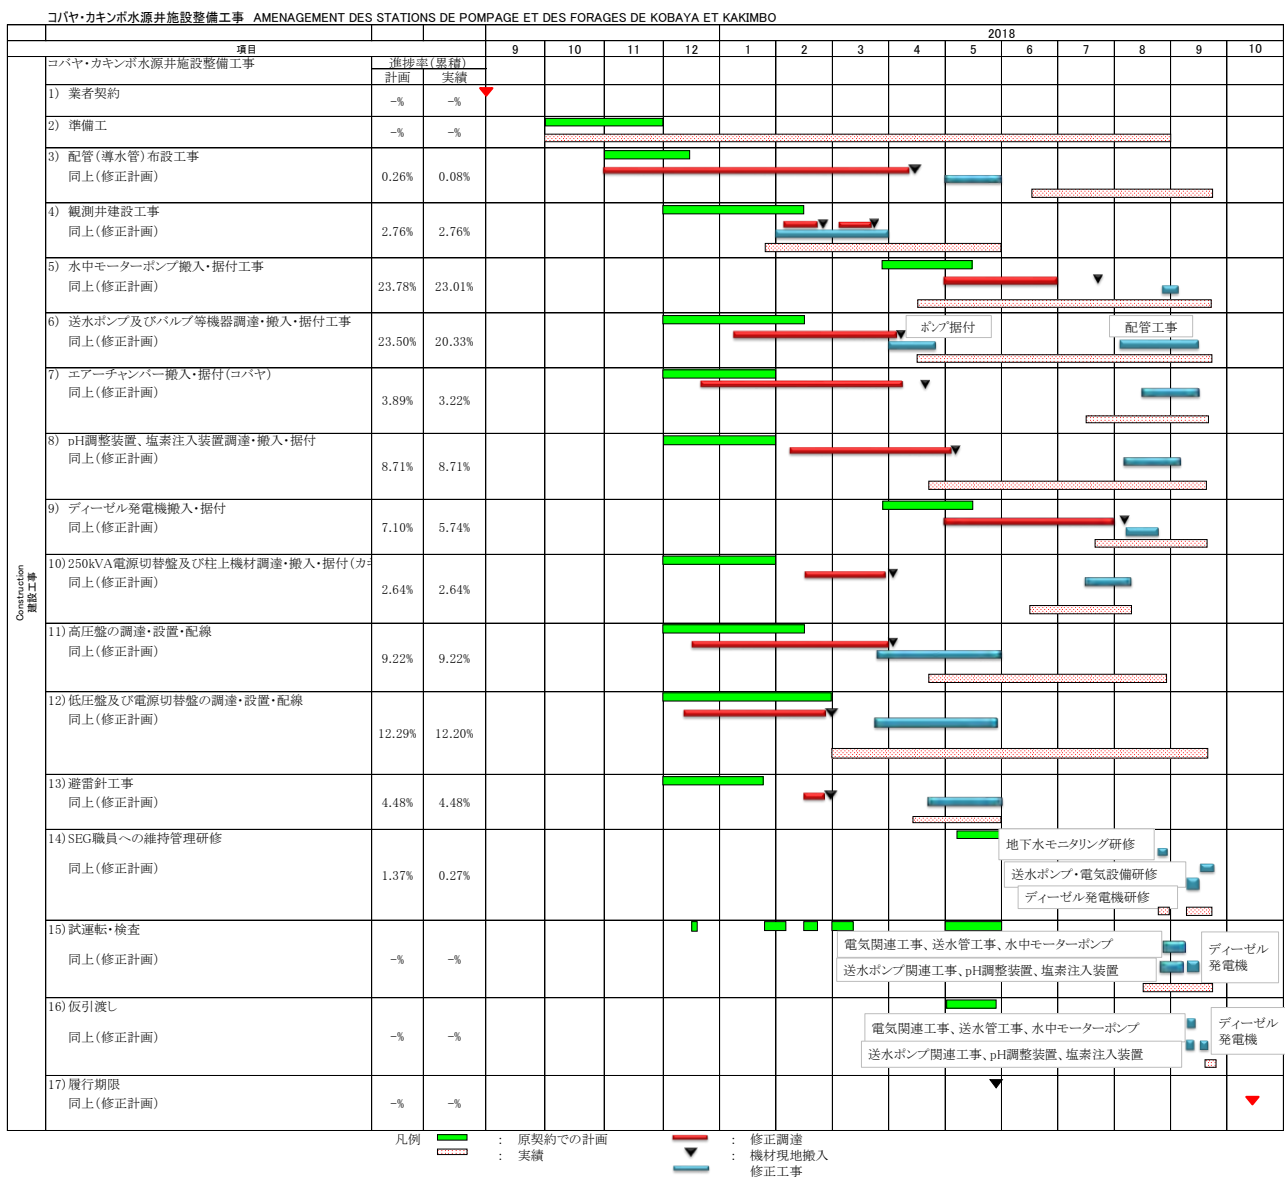 コバヤ・カキンボ水源井施設整備工事 AMENAGEMENT DES STATIONS DE POMPAGE ET DES FORAGES DE KOBAYA ET KAKIMBO
2018
項目 9 10 11 12 1 2 3 4 5 6 7 8 9 10
コバヤ・カキンボ水源井施設整備工事 進捗率(累積)
計画 実績
1) 業者契約 -% -%
2) 準備工 -% -%
3) 配管(導水管)布設工事
同上(修正計画) 0.26% 0.08%
4) 観測井建設工事
同上(修正計画) 2.76% 2.76%
5) 水中モーターポンプ搬入・据付工事
同上(修正計画) 23.78% 23.01%
6) 送水ポンプ及びバルブ等機器調達・搬入・据付工事
ポンプ据付 配管工事
同上(修正計画) 23.50% 20.33%
7) エアーチャンバー搬入・据付(コバヤ)
同上(修正計画) 3.89% 3.22%
8) pH調整装置、塩素注入装置調達・搬入・据付
同上(修正計画) 8.71% 8.71%
9) ディーゼル発電機搬入・据付
同上(修正計画) 7.10% 5.74%
10)250kVA電源切替盤及び柱上機材調達・搬入・据付(カ
同上(修正計画) 2.64% 2.64%
Construction
建設工事
11)高圧盤の調達・設置・配線
同上(修正計画) 9.22% 9.22%
12)低圧盤及び電源切替盤の調達・設置・配線
同上(修正計画) 12.29% 12.20%
13)避雷針工事
同上(修正計画) 4.48% 4.48%
14)SEG職員への維持管理研修
地下水モニタリング研修
同上(修正計画) 1.37% 0.27%
送水ポンプ・電気設備研修
ディーゼル発電機研修
15)試運転・検査
電気関連工事、送水管工事、水中モーターポンプ
同上(修正計画) -% -%
送水ポンプ関連工事、pH調整装置、塩素注入装置
ディーゼル
発電機
16)仮引渡し
電気関連工事、送水管工事、水中モーターポンプ
同上(修正計画) -% -%
送水ポンプ関連工事、pH調整装置、塩素注入装置
ディーゼル
発電機
17)履行期限
同上(修正計画) -% -%
凡例 : 原契約での計画 : 修正調達
: 実績 : 機材現地搬入
修正工事